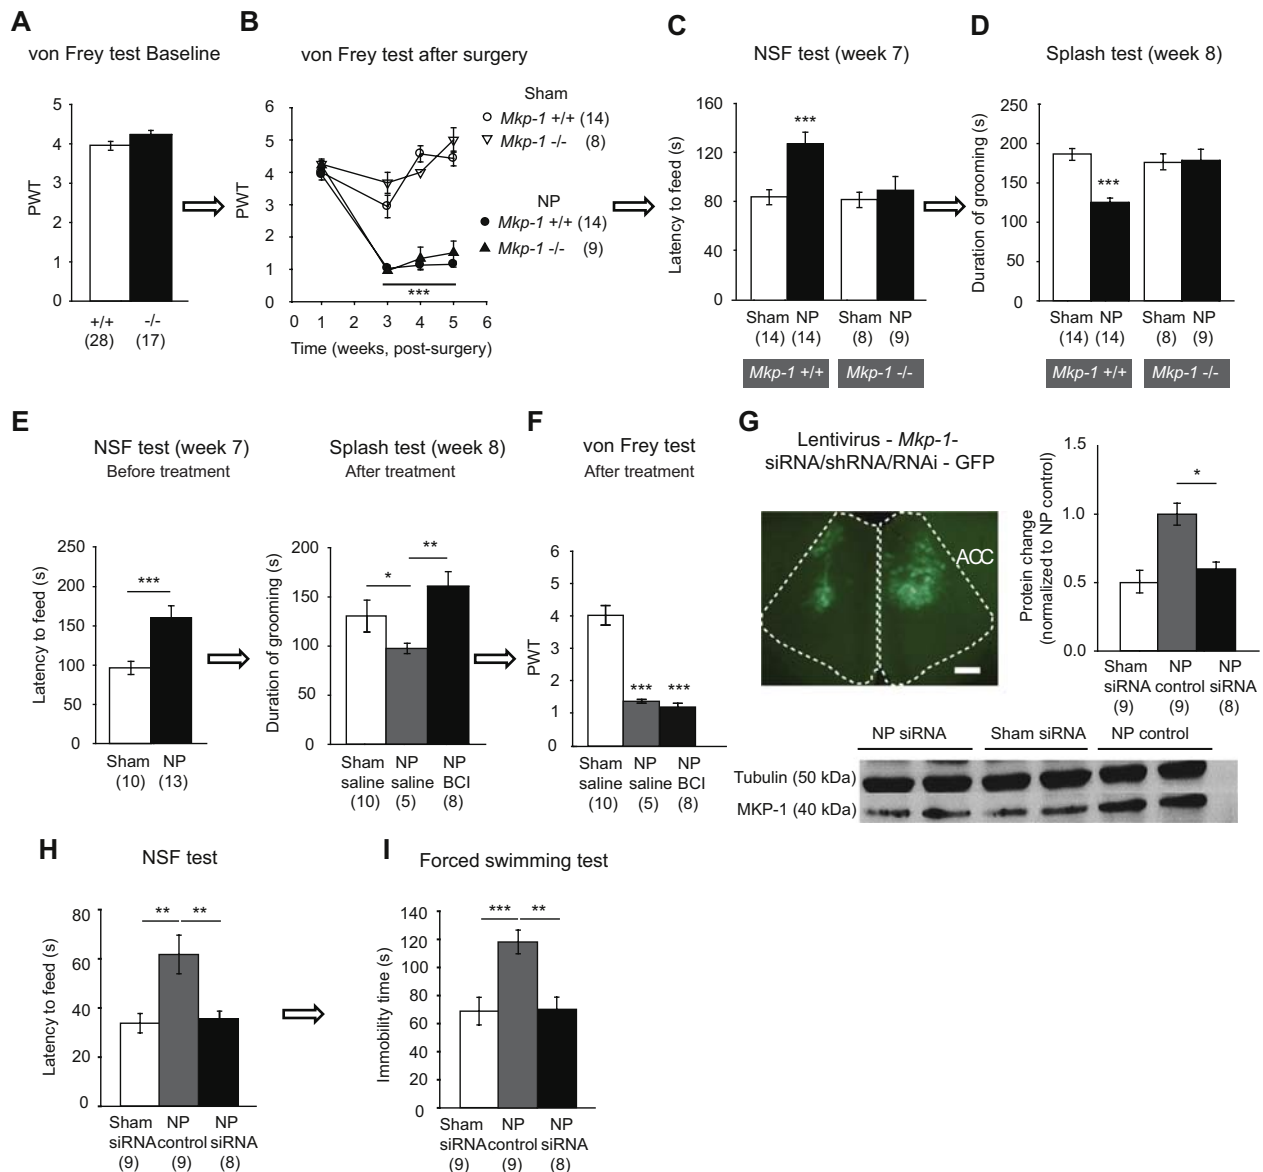 A
von Frey test Baseline
PWT
5
4
3
2
1
0
+/+
(28)
-/-
(17)
B
von Frey test after surgery
PWT
6
5
4
3
2
1
0
***
0 1 2 3 4 5 6
Time (weeks, post-surgery)
Sham
Mkp-1 +/+ (14)
Mkp-1 -/- (8)
NP
Mkp-1 +/+ (14)
Mkp-1 -/- (9)
C
NSF test (week 7)
Latency to feed (s)
160
120
80
40
0
***
Sham NP Sham NP
(14) (14) (8) (9)
Mkp-1 +/+ Mkp-1 -/-
D
Splash test (week 8)
Duration of grooming (s)
250
200
150
100
50
0
***
Sham NP Sham NP
(14) (14) (8) (9)
Mkp-1 +/+ Mkp-1 -/-
E
NSF test (week 7)
Before treatment
Latency to feed (s)
250
200
150
100
50
0
***
Sham NP
(10) (13)
Splash test (week 8)
After treatment
Duration of grooming (s)
200
150
100
50
0
*
**
Sham NP NP
saline saline BCI
(10) (5) (8)
F
von Frey test
After treatment
PWT
6
5
4
3
2
1
0
*** ***
Sham NP NP
saline saline BCI
(10) (5) (8)
G
Lentivirus - Mkp-1-
siRNA/shRNA/RNAi - GFP
ACC
Protein change
(normalized to NP control)
1.5
1.0
0.5
0.0
*
Sham NP NP
siRNA control siRNA
(9) (9) (8)
NP siRNA Sham siRNA NP control
Tubulin (50 kDa)
MKP-1 (40 kDa)
H
NSF test
Latency to feed (s)
80
60
40
20
0
** **
Sham NP NP
siRNA control siRNA
(9) (9) (8)
I
Forced swimming test
Immobility time (s)
140
120
100
80
60
40
20
0
*** **
Sham NP NP
siRNA control siRNA
(9) (9) (8)